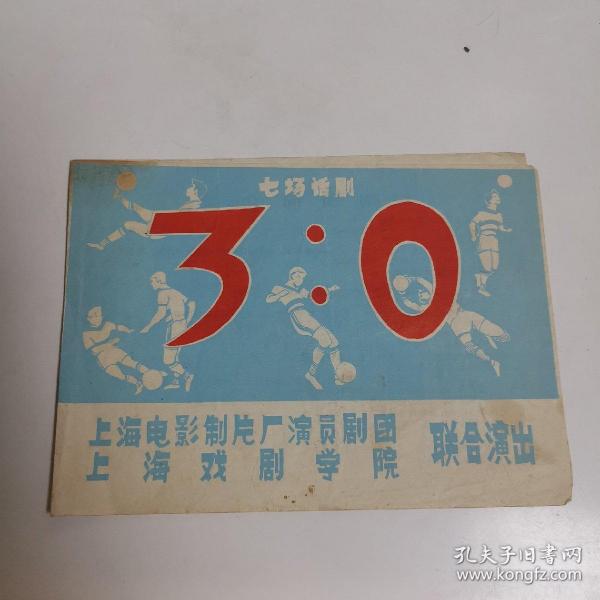 七场话剧
3:0
上海电影制片厂演员剧团
上海戏剧学院
联合演出
孔夫子旧书网
www.kongfz.com